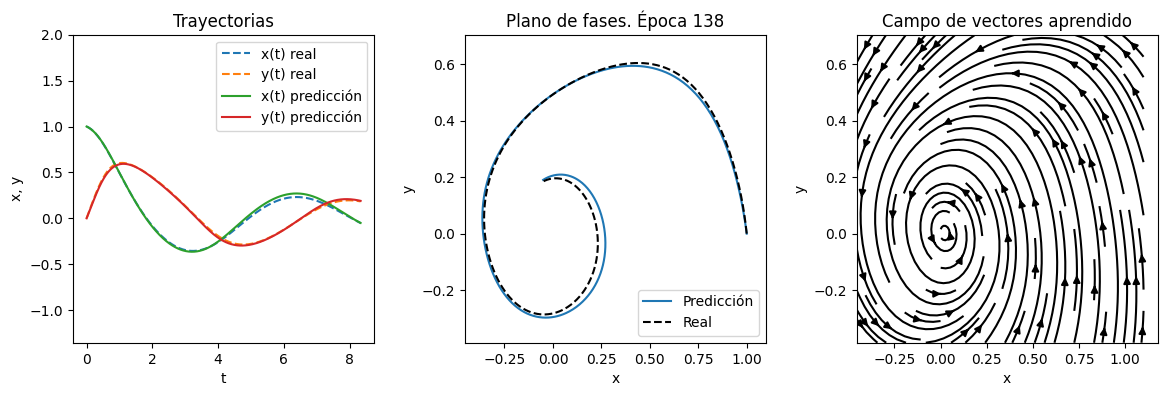 Trayectorias
x, y
2.0
1.5
1.0
0.5
0.0
−0.5
−1.0
x(t) real
y(t) real
x(t) predicción
y(t) predicción
0 2 4 6 8
t
Plano de fases. Época 138
y
0.6
0.4
0.2
0.0
−0.2
Predicción
Real
−0.25 0.00 0.25 0.50 0.75 1.00
x
Campo de vectores aprendido
y
0.6
0.4
0.2
0.0
−0.2
−0.25 0.00 0.25 0.50 0.75 1.00
x